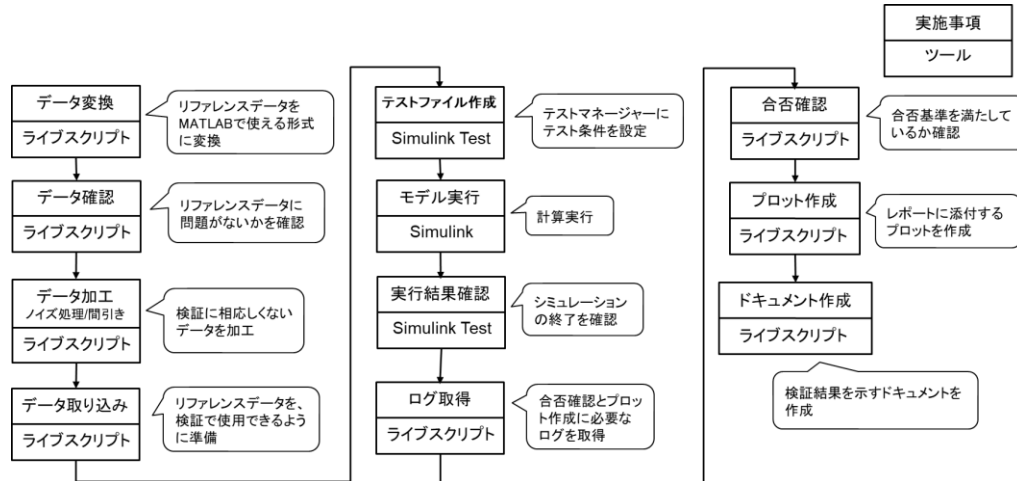 実施事項
ツール
データ変換
ライブスクリプト
リファレンスデータを
MATLABで使える形式
に変換
データ確認
ライブスクリプト
リファレンスデータに
問題がないかを確認
データ加工
ノイズ処理/間引き
ライブスクリプト
検証に相応しくない
データを加工
データ取り込み
ライブスクリプト
リファレンスデータを、
検証で使用できるよう
に準備
テストファイル作成
Simulink Test
テストマネージャーに
テスト条件を設定
モデル実行
Simulink
計算実行
実行結果確認
Simulink Test
シミュレーション
の終了を確認
ログ取得
ライブスクリプト
合否確認とプロッ
ト作成に必要な
ログを取得
合否確認
ライブスクリプト
合否基準を満たして
いるか確認
プロット作成
ライブスクリプト
レポートに添付する
プロットを作成
ドキュメント作成
ライブスクリプト
検証結果を示すドキュメントを
作成